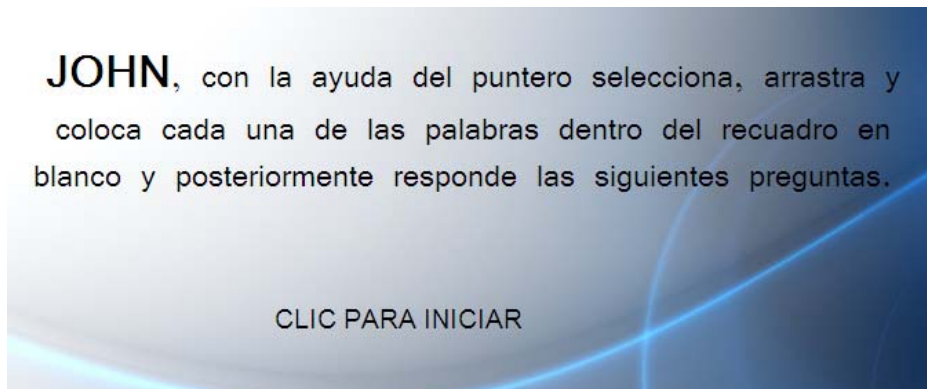 JOHN, con la ayuda del puntero selecciona, arrastra y
coloca cada una de las palabras dentro del recuadro en
blanco y posteriormente responde las siguientes preguntas.
CLIC PARA INICIAR